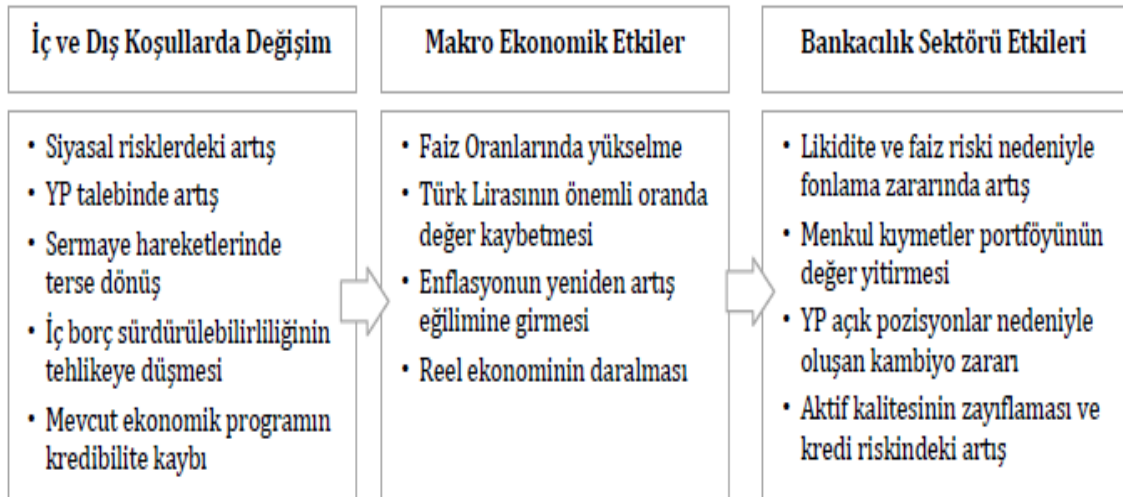 İç ve Dış Koşullarda Değişim
• Siyasal risklerdeki artış
• YP talebinde artış
• Sermaye hareketlerinde
terse dönüş
• İç borç sürdürülebilirliliğinin
tehlikeye düşmesi
• Mevcut ekonomik programın
kredibilite kaybı
Makro Ekonomik Etkiler
• Faiz Oranlarında yükselme
• Türk Lirasının önemli oranda
değer kaybetmesi
• Enflasyonun yeniden artış
eğilimine girmesi
• Reel ekonominin daralması
Bankacılık Sektörü Etkileri
• Likidite ve faiz riski nedeniyle
fonlama zararında artış
• Menkul kıymetler portföyünün
değer yitirmesi
• YP açık pozisyonlar nedeniyle
oluşan kambiyo zararı
• Aktif kalitesinin zayıflaması ve
kredi riskindeki artış